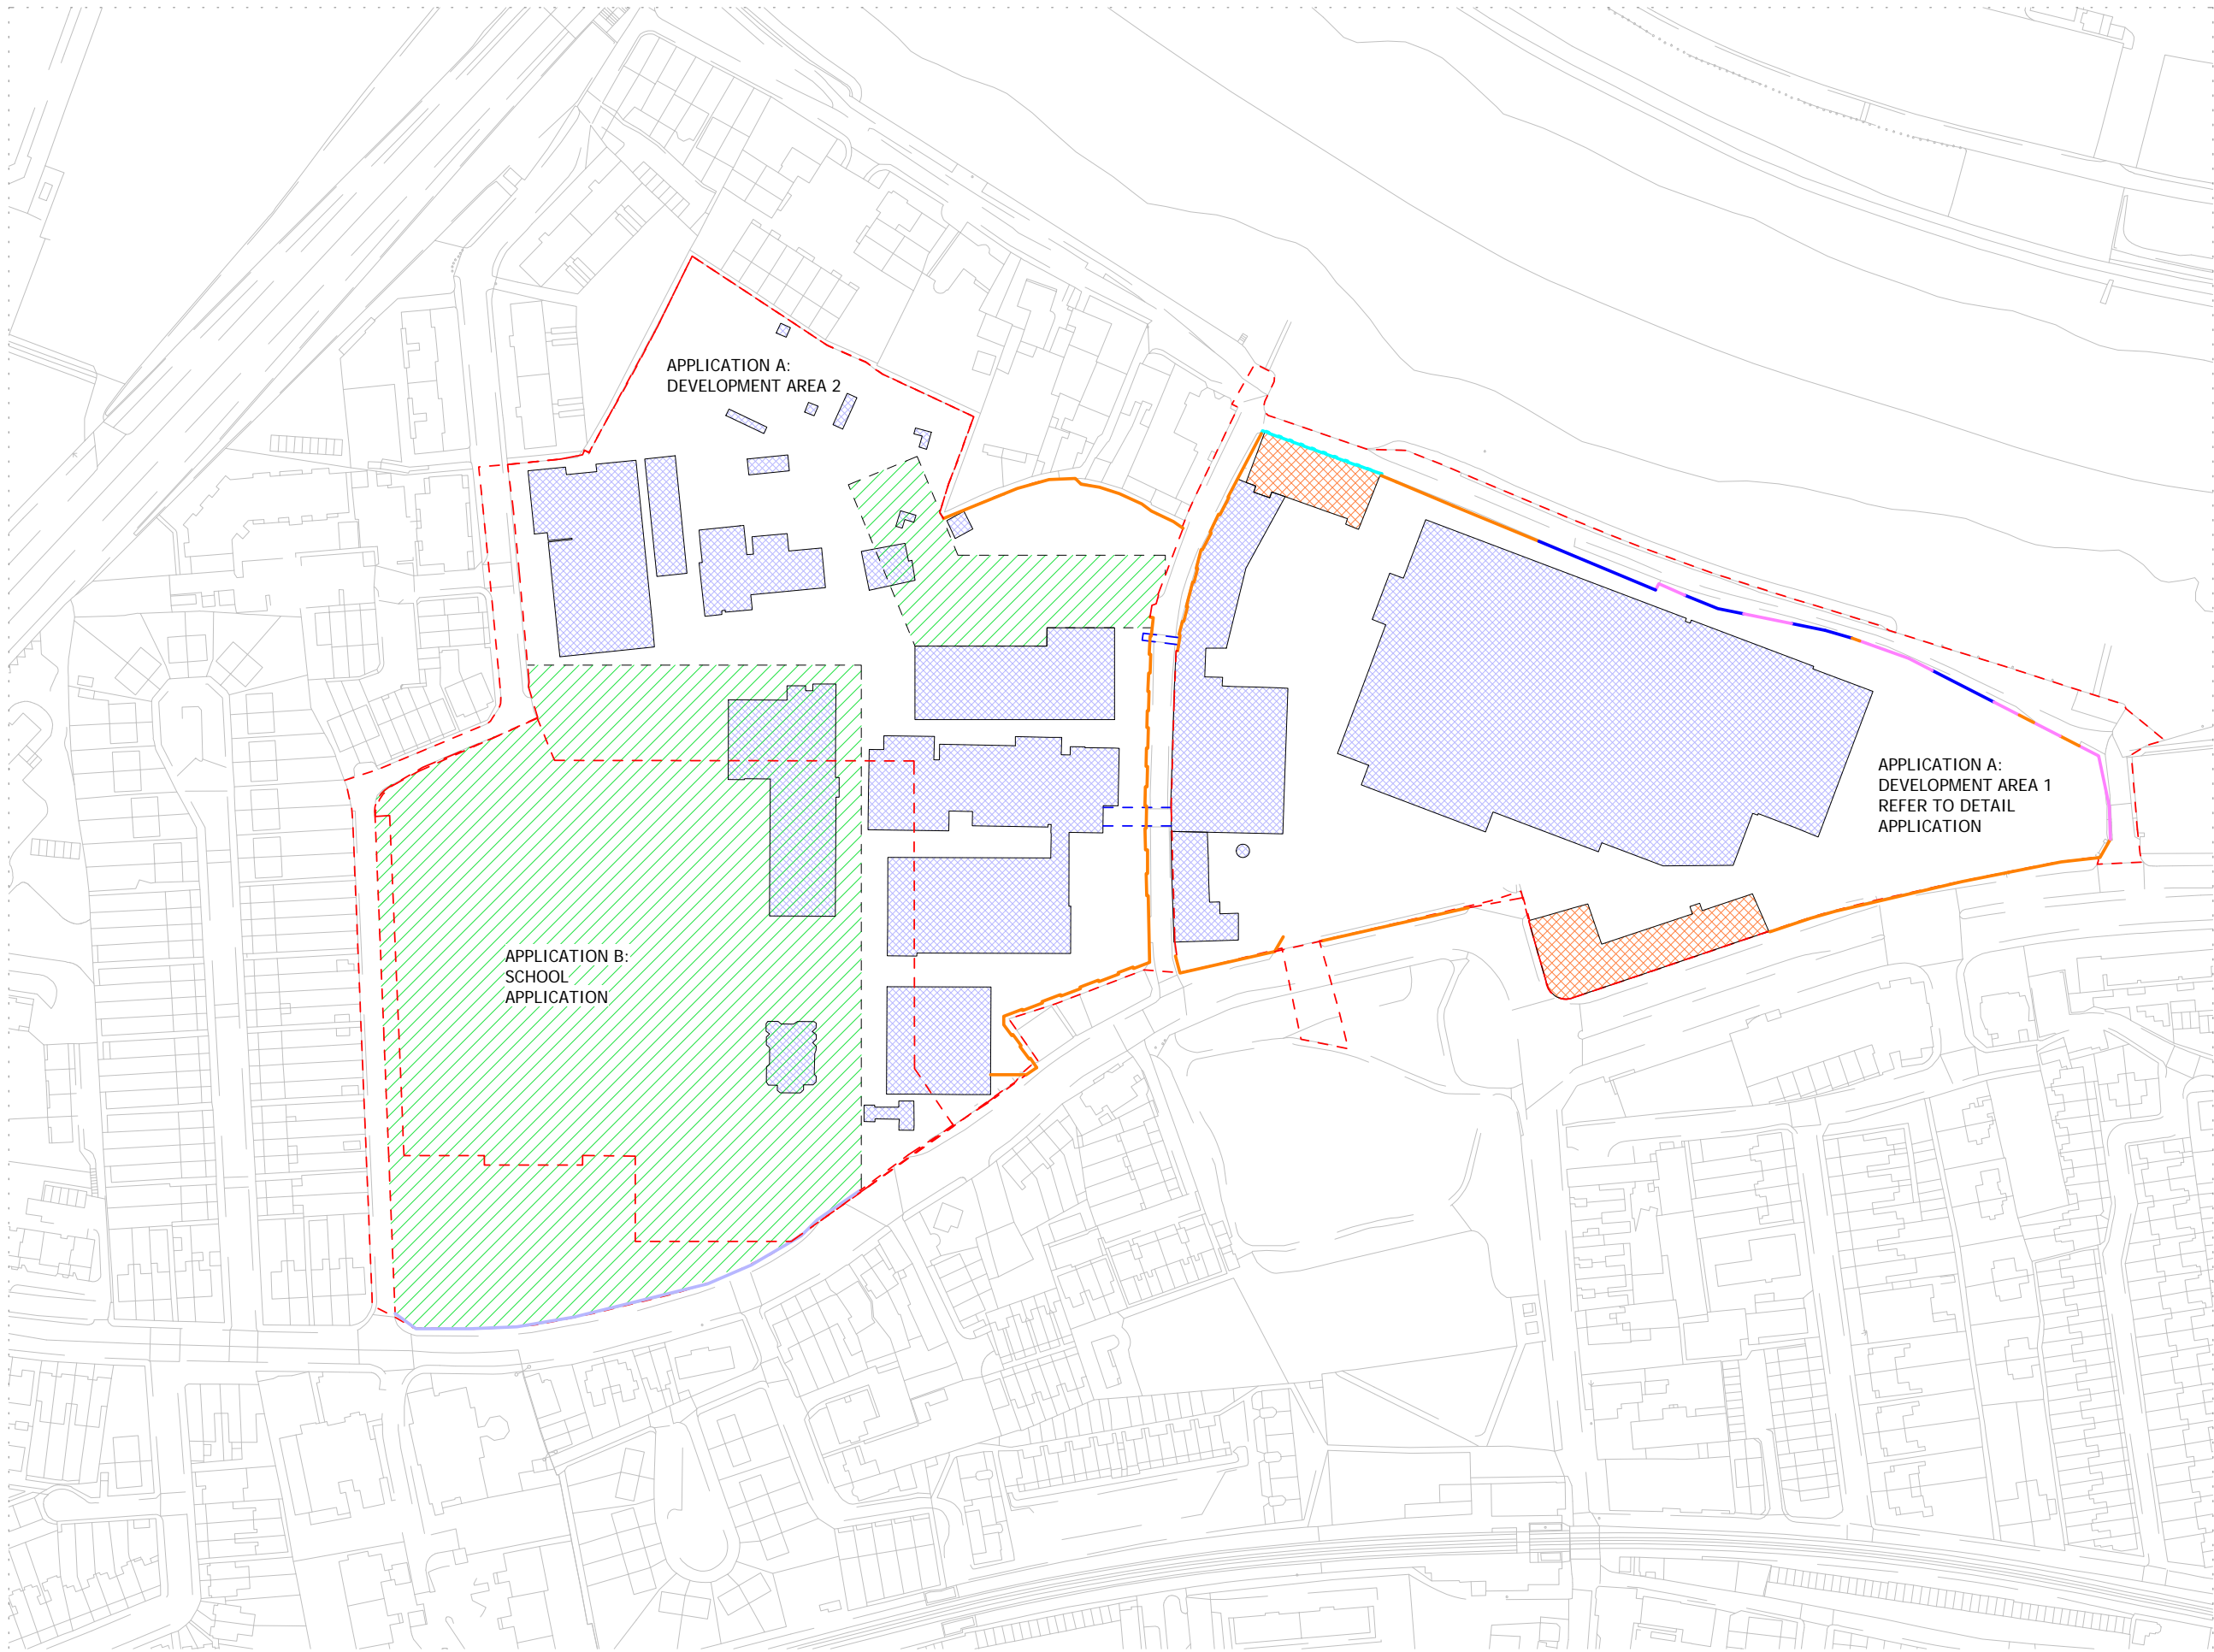 APPLICATION A:
DEVELOPMENT AREA 2
APPLICATION A:
DEVELOPMENT AREA 1
REFER TO DETAIL
APPLICATION
APPLICATION B:
SCHOOL
APPLICATION